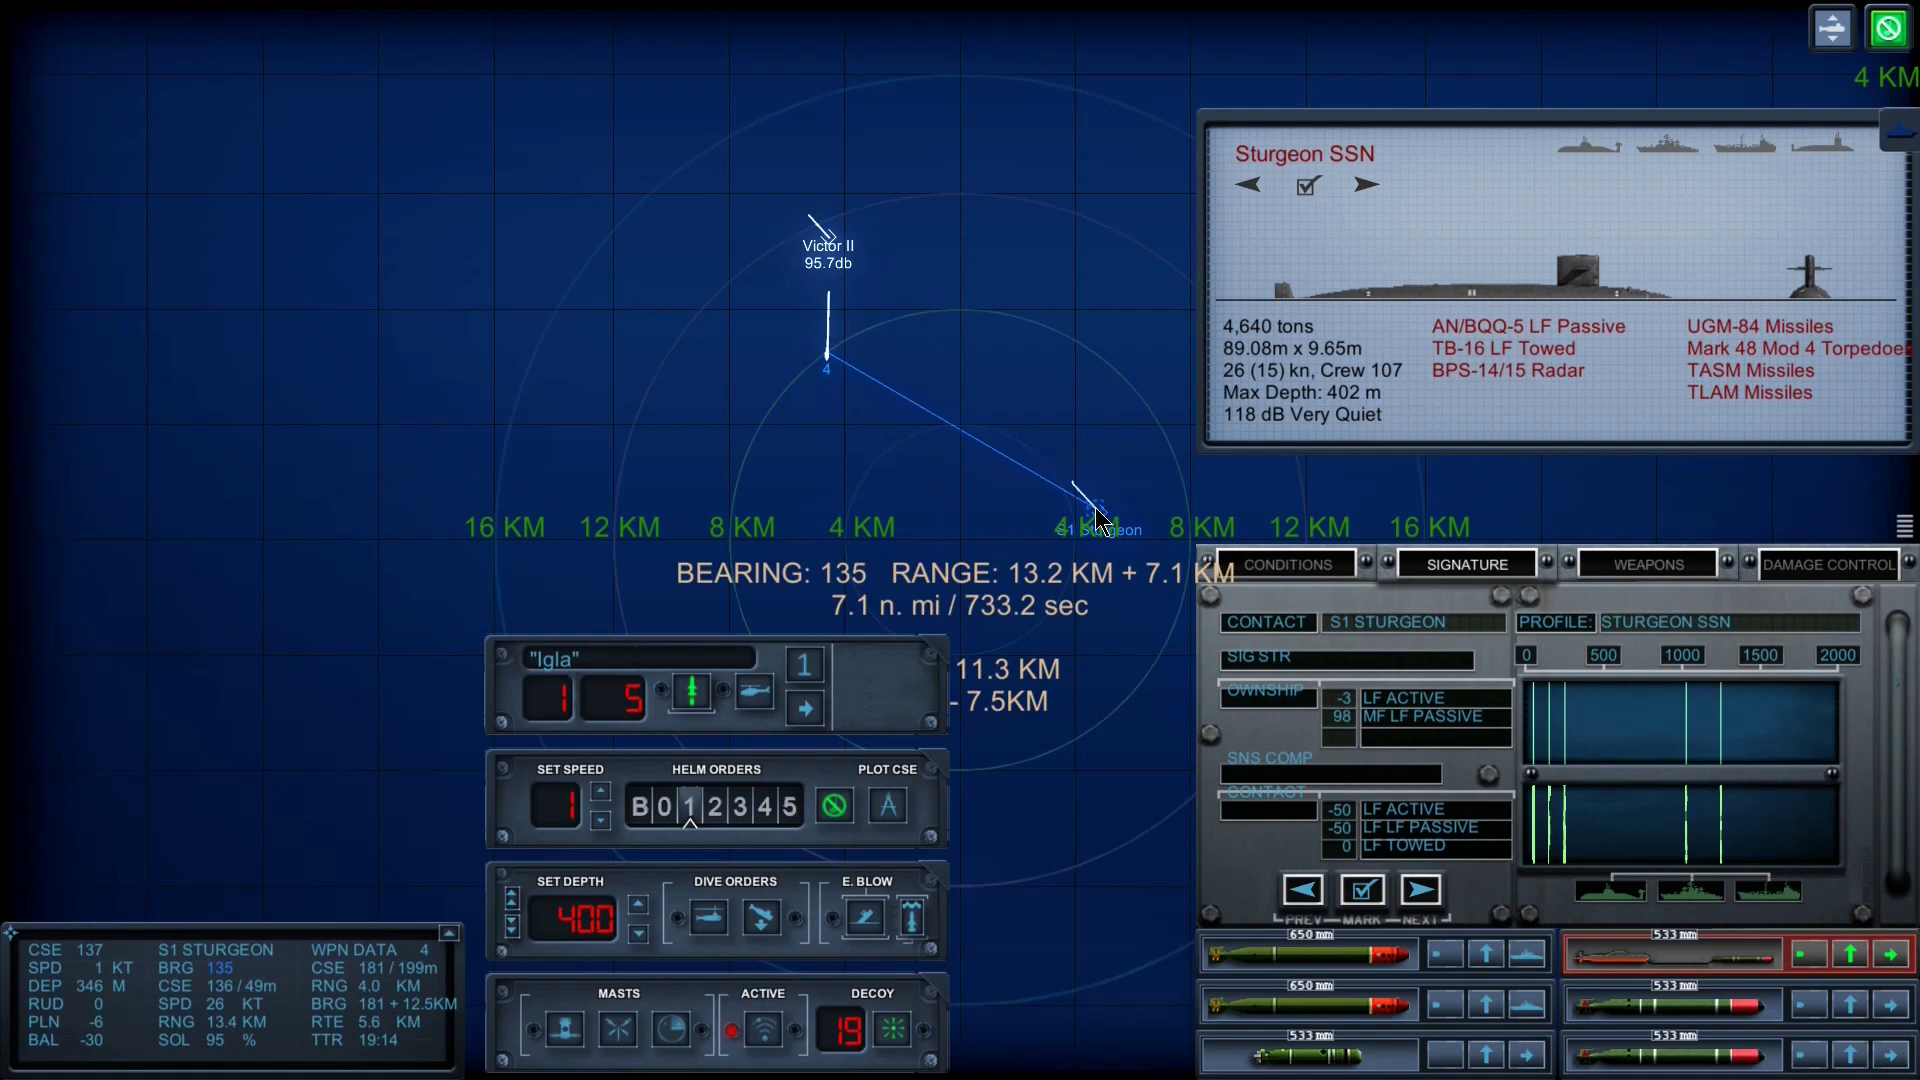 4 KM
Sturgeon SSN
4,640 tons
89.08m x 9.65m
26 (15) kn, Crew 107
Max Depth: 402 m
118 dB Very Quiet
AN/BQQ-5 LF Passive
TB-16 LF Towed
BPS-14/15 Radar
UGM-84 Missiles
Mark 48 Mod 4 Torpedoes
TASM Missiles
TLAM Missiles
Victor II
95.7db
4
16 KM 12 KM 8 KM 4 KM 4 KM 8 KM 12 KM 16 KM
S1 Sturgeon
BEARING: 135 RANGE: 13.2 KM + 7.1 KM
7.1 n. mi / 733.2 sec
11.3 KM
- 7.5KM
"Igla"
1 5 1
SET SPEED HELM ORDERS PLOT CSE
1 B 0 1 2 3 4 5
SET DEPTH DIVE ORDERS E. BLOW
400
MASTS ACTIVE DECOY
19
CONDITIONS SIGNATURE WEAPONS DAMAGE CONTROL
CONTACT S1 STURGEON
SIG STR
OWNSHIP
-3 LF ACTIVE
98 MF LF PASSIVE
SNS COMP
CONTACT
-50 LF ACTIVE
-50 LF LF PASSIVE
0 LF TOWED
PREV MARK NEXT
PROFILE: STURGEON SSN
0 500 1000 1500 2000
650 mm
650 mm
533 mm
533 mm
533 mm
533 mm
CSE 137
SPD 1 KT
DEP 346 M
RUD 0
PLN -6
BAL -30
S1 STURGEON
BRG 135
CSE 136 / 49m
SPD 26 KT
RNG 13.4 KM
SOL 95 %
WPN DATA 4
CSE 181 / 199m
RNG 4.0 KM
BRG 181 + 12.5KM
RTE 5.6 KM
TTR 19:14